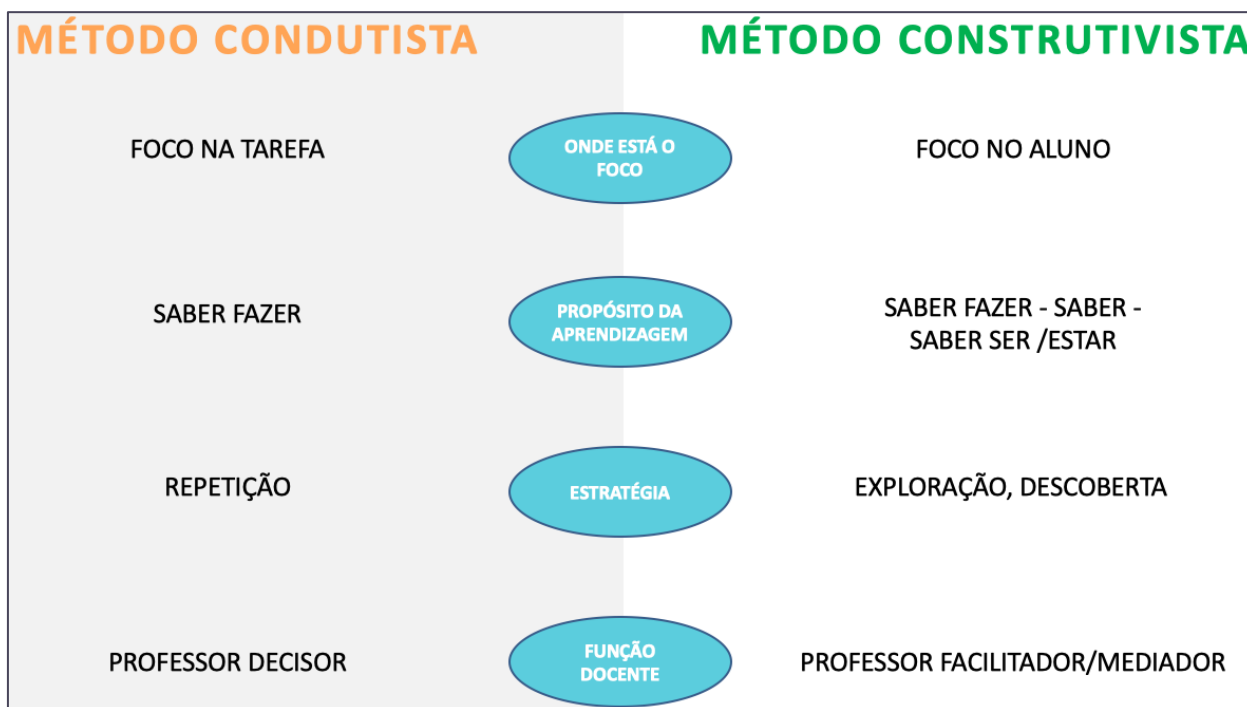 MÉTODO CONDUTISTA
MÉTODO CONSTRUTIVISTA
FOCO NA TAREFA
ONDE ESTÁ O
FOCO
FOCO NO ALUNO
SABER FAZER
PROPÓSITO DA
APRENDIZAGEM
SABER FAZER - SABER -
SABER SER /ESTAR
REPETIÇÃO
ESTRATÉGIA
EXPLORAÇÃO, DESCOBERTA
PROFESSOR DECISOR
FUNÇÃO
DOCENTE
PROFESSOR FACILITADOR/MEDIADOR